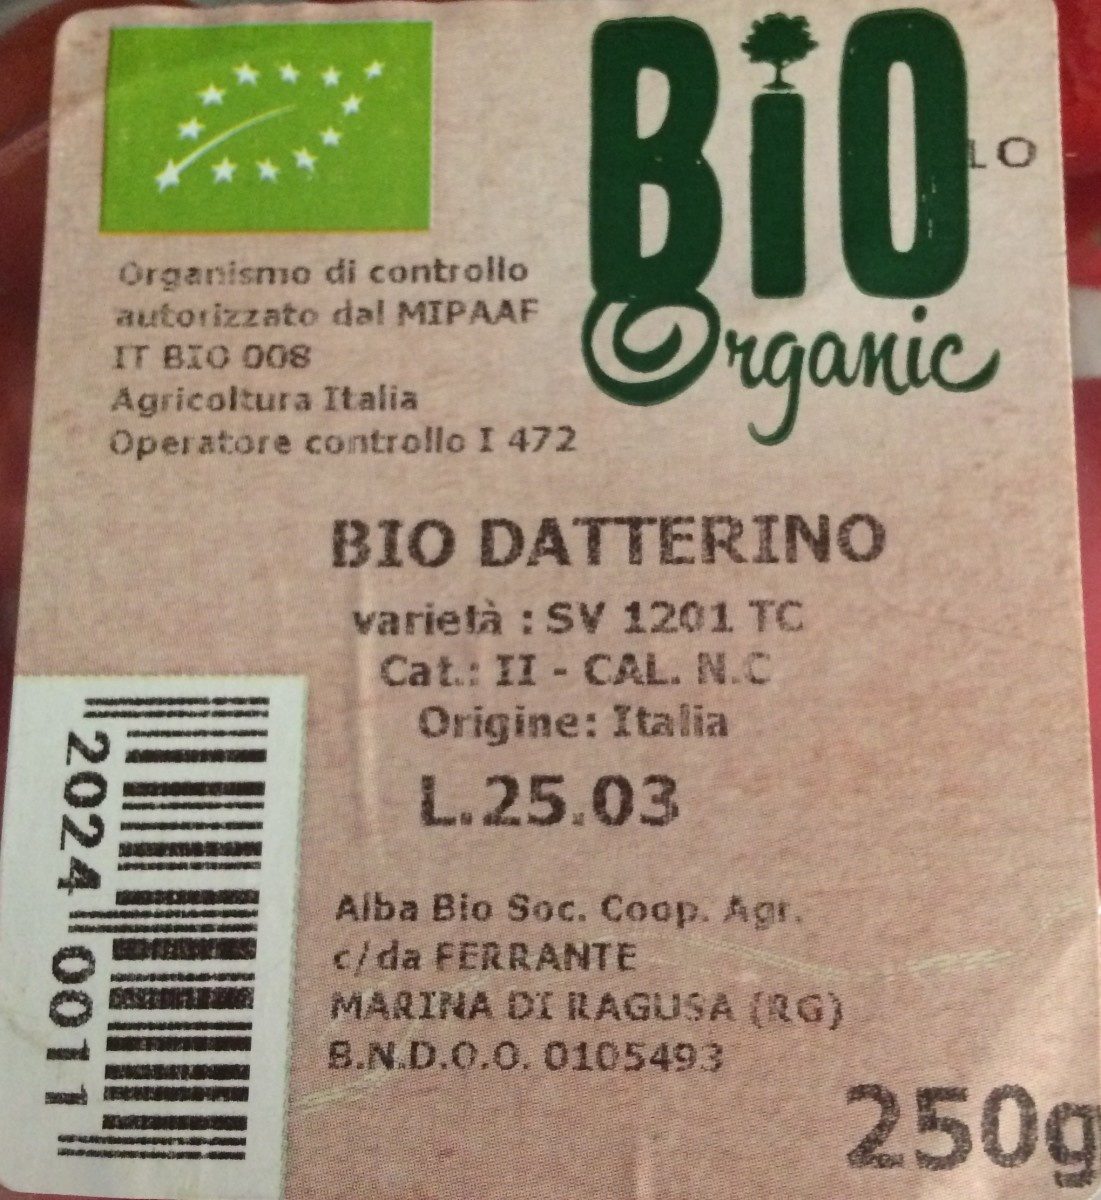 BiO
Organic
LO
Organismo di controllo
autorizzato dal MIPAAF
IT BIO 008
Agricoltura Italia
Operatore controllo I 472
BIO DATTERINO
varietà : SV 1201 TC
Cat.: II - CAL. N.C
Origine: Italia
L.25.03
2024 0011
Alba Bio Soc. Coop. Agr.
c/da FERRANTE
MARINA DI RAGUSA (RG)
B.N.D.O.O. 0105493
250g